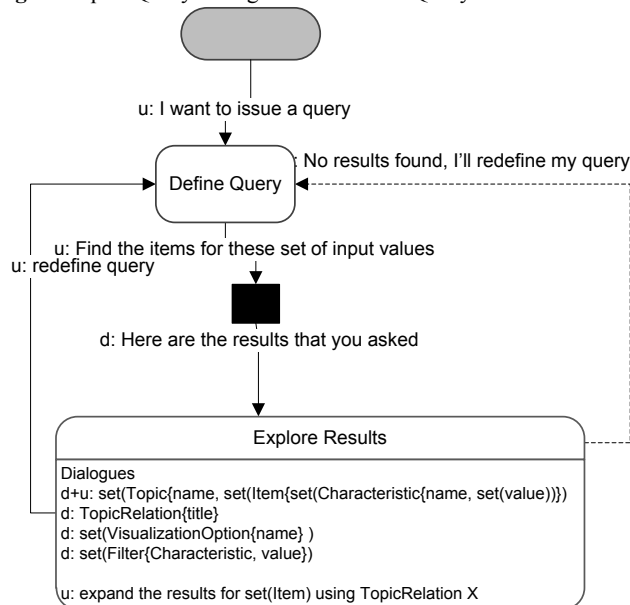 u: I want to issue a query
: No results found, I'll redefine my query
Define Query
u: Find the items for these set of input values
u: redefine query
d: Here are the results that you asked
Explore Results
Dialogues
d+u: set(Topic{name, set(Item{set(Characteristic{name, set(value))})
d: TopicRelation{title}
d: set(VisualizationOption{name} )
d: set(Filter{Characteristic, value})
u: expand the results for set(Item) using TopicRelation X